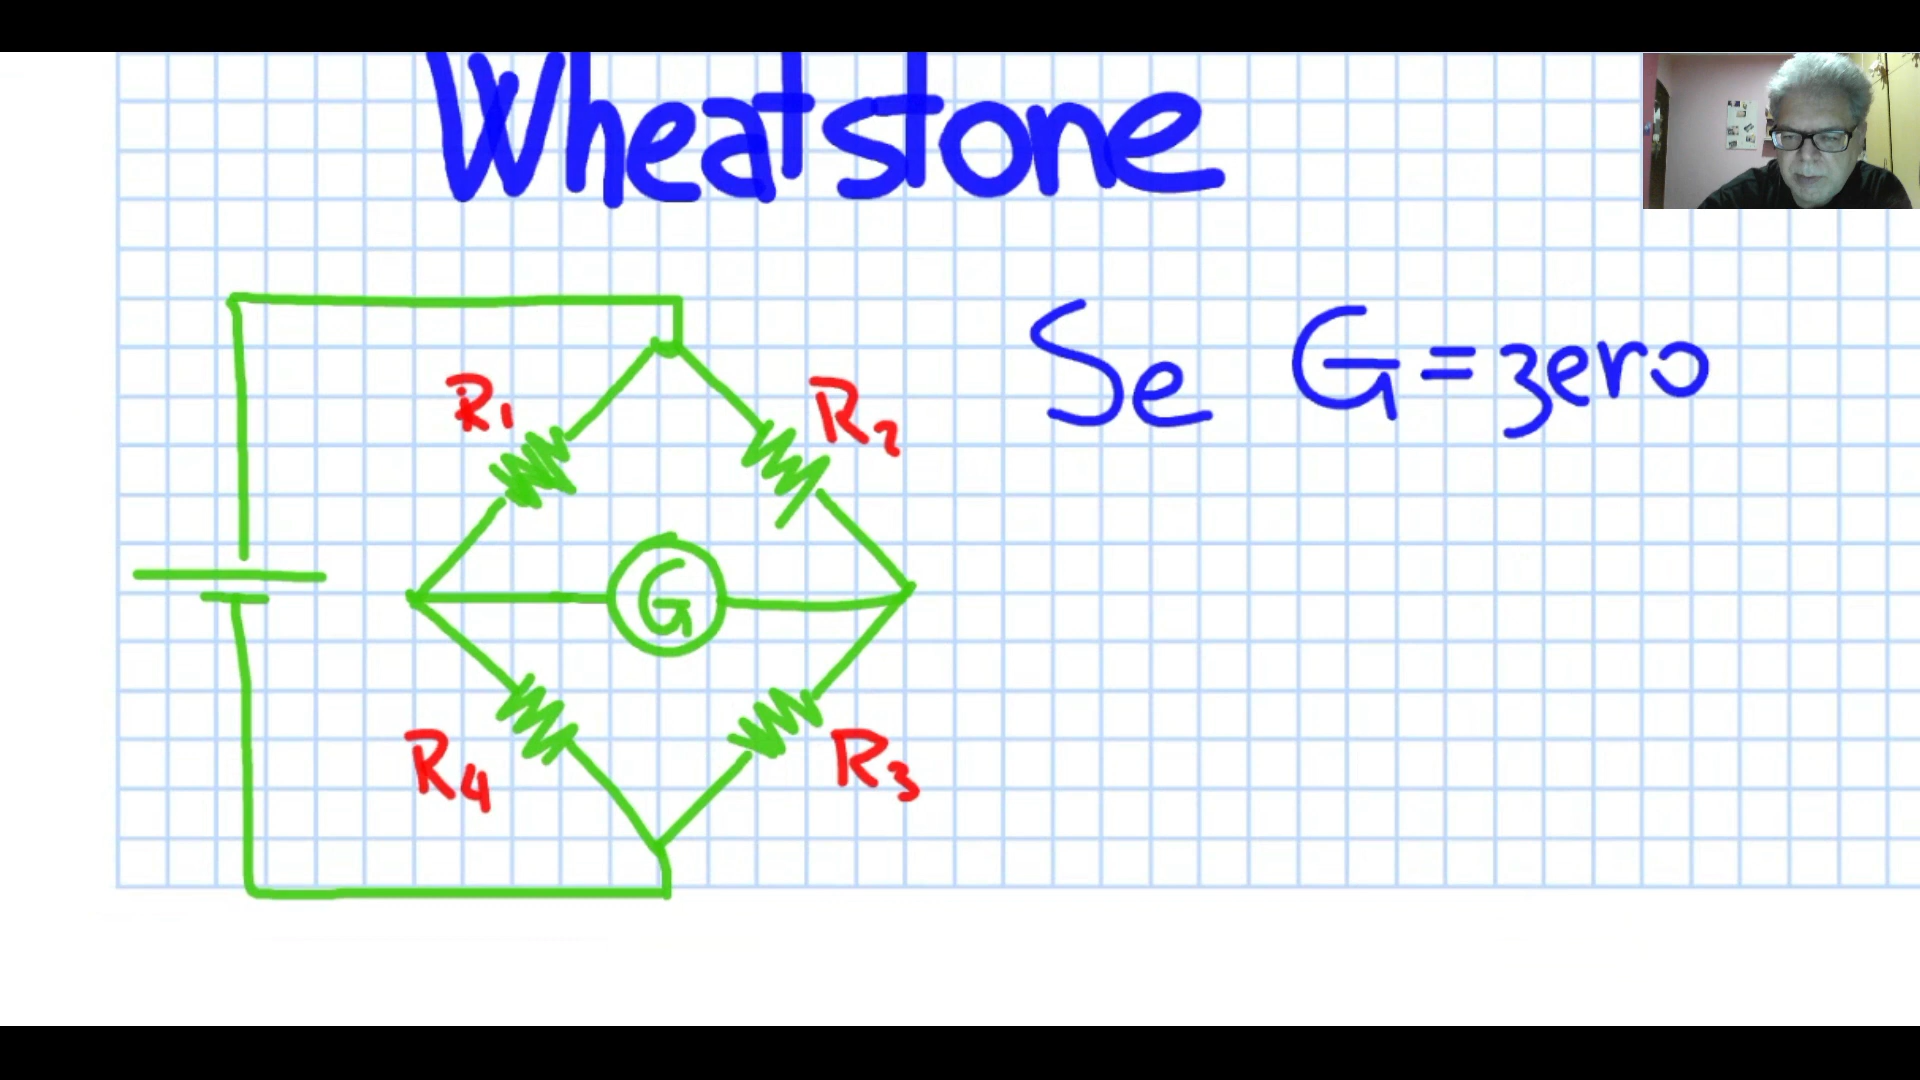 Wheatstone
Se G=zero
R1
R2
G
R4
R3